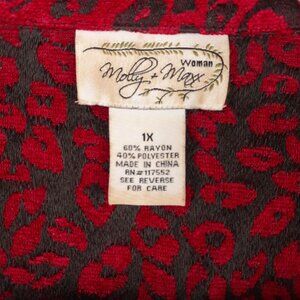 Woman
Molly + Maxx
1X
60% RAYON
40% POLYESTER
MADE IN CHINA
RN#117552
SEE REVERSE
FOR CARE